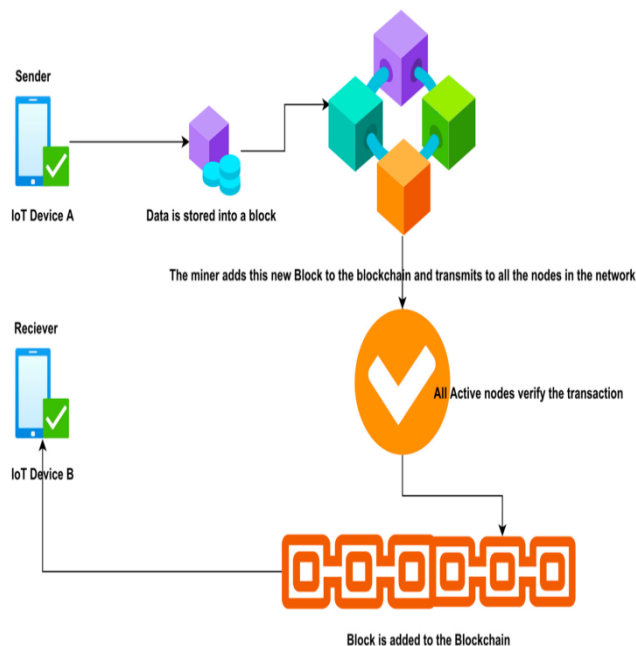 Sender
IoT Device A
Data is stored into a block
The miner adds this new Block to the blockchain and transmits to all the nodes in the network
Reciever
All Active nodes verify the transaction
IoT Device B
Block is added to the Blockchain